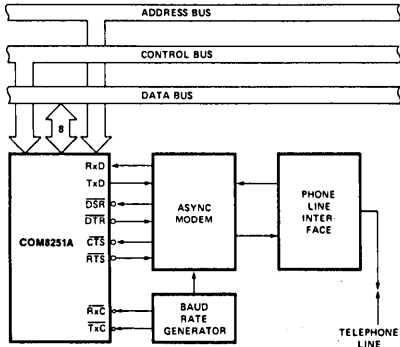 ADDRESS BUS
CONTROL BUS
DATA BUS
8
COM8251A
RxD
TxD
DSR
DTR
CTS
RTS
RxC
TxC
ASYNC
MODEM
BAUD
RATE
GENERATOR
PHONE
LINE
INTER-
FACE
TELEPHONE
LINE